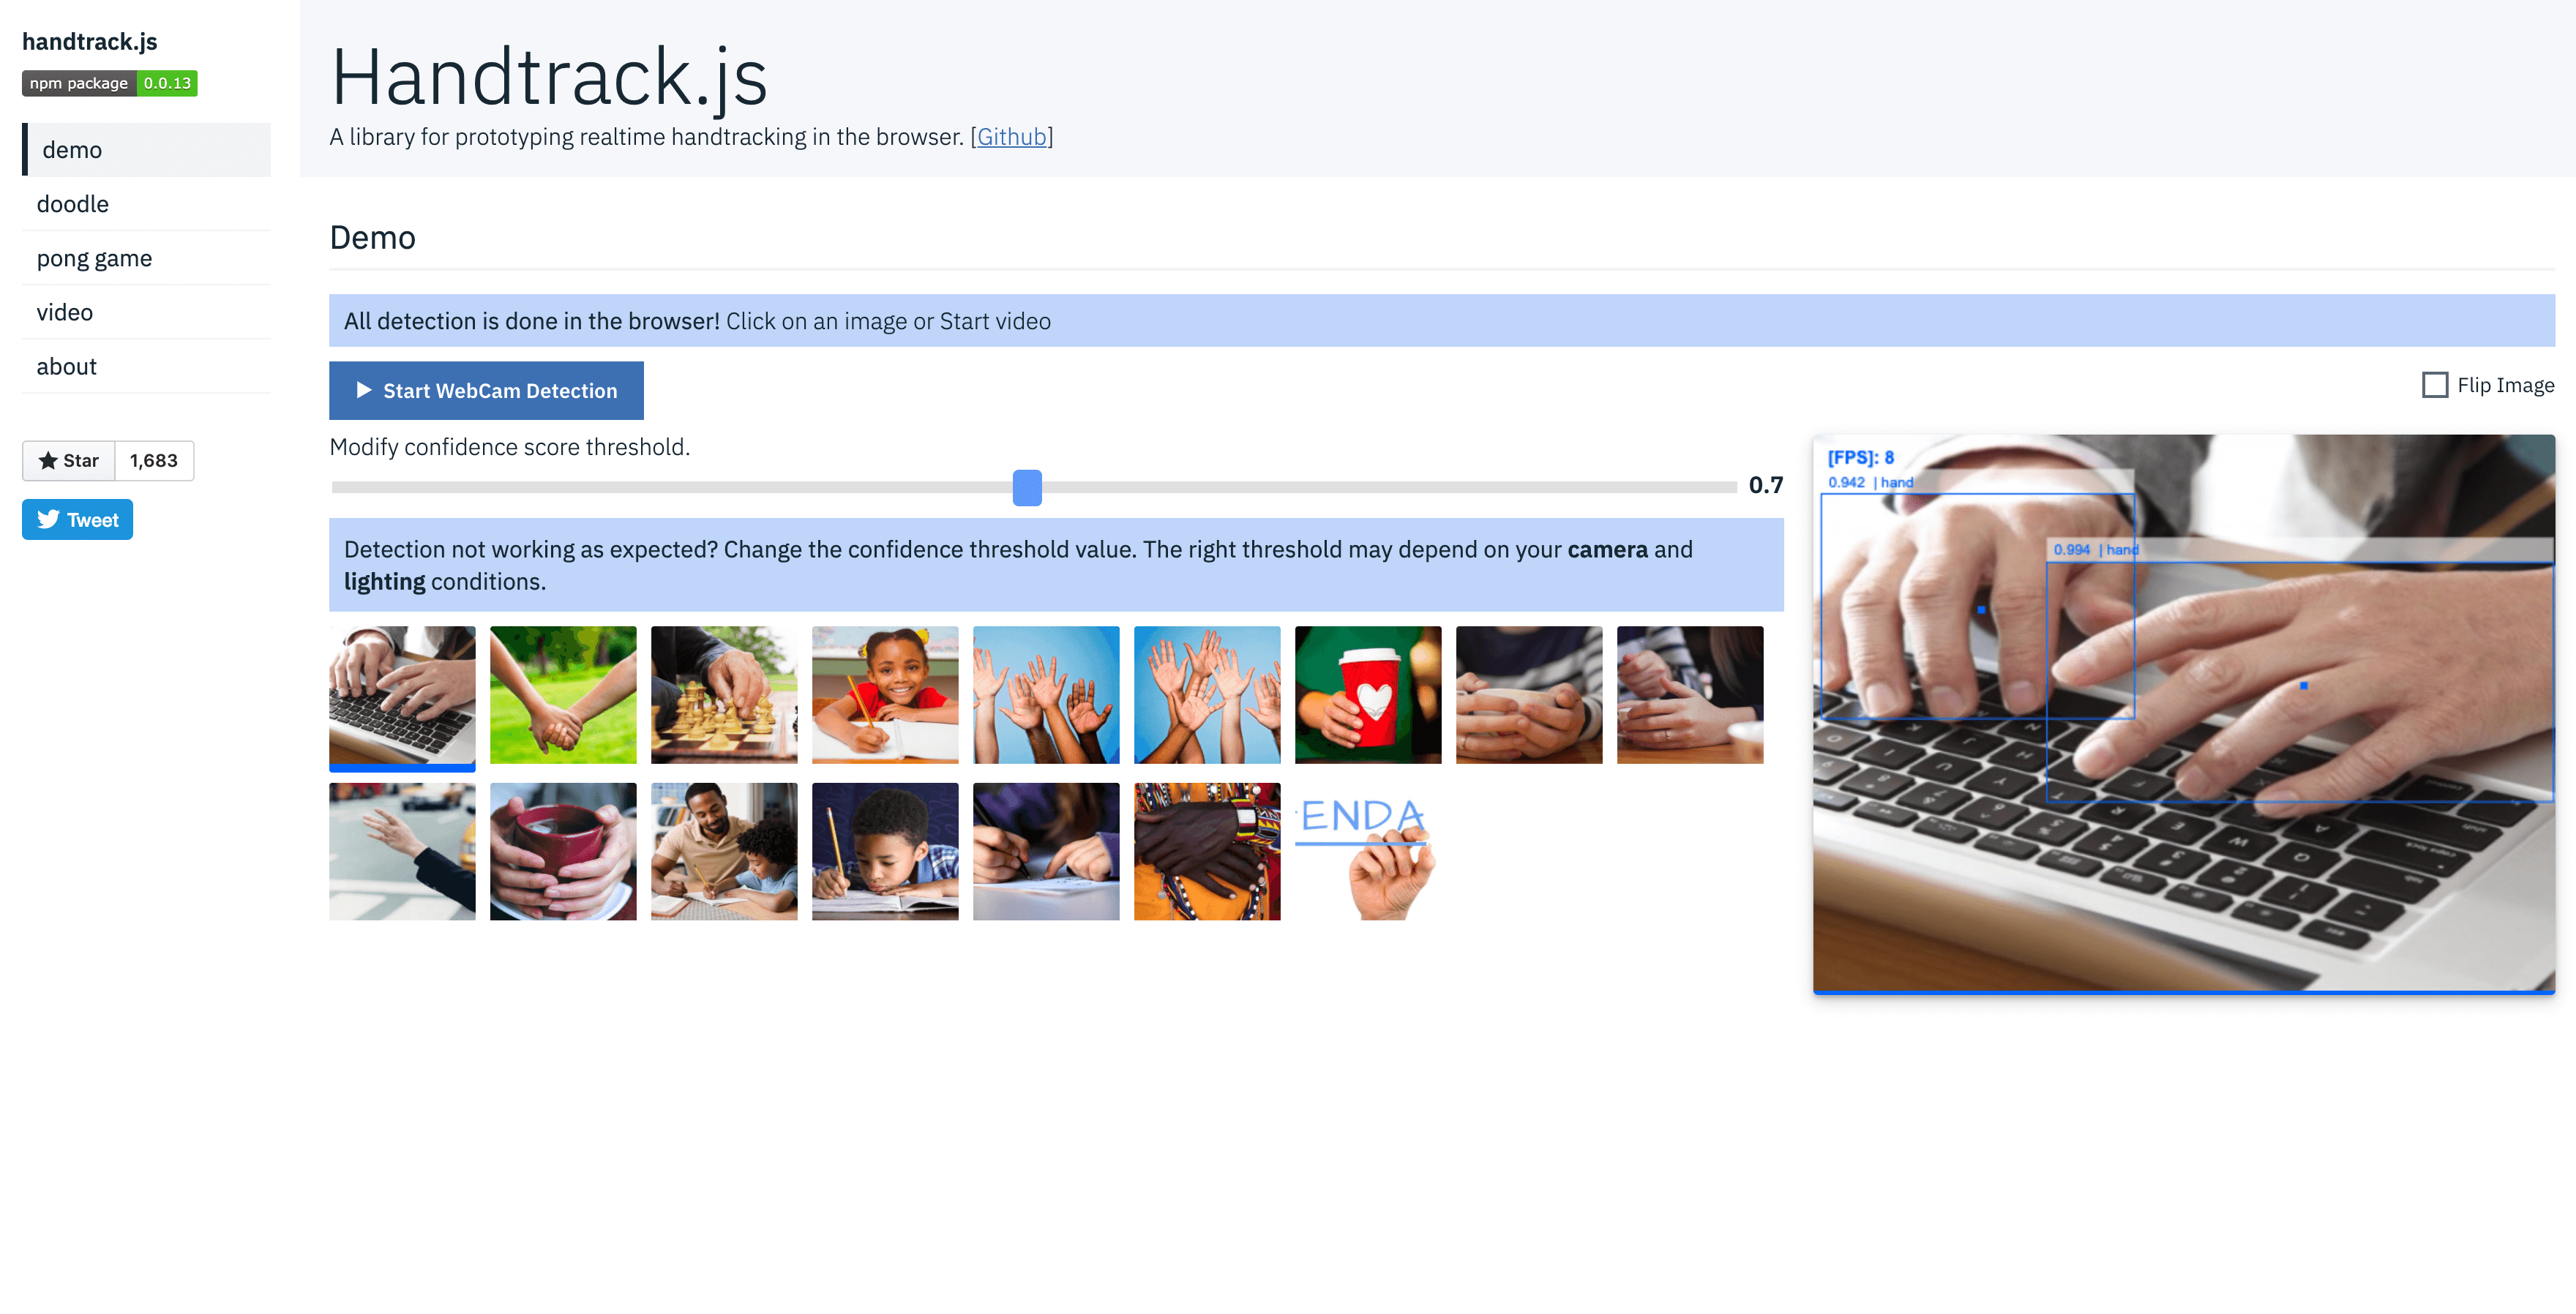 handtrack.js
npm package 0.0.13
demo
doodle
pong game
video
about
Star 1,683
Tweet
Handtrack.js
A library for prototyping realtime handtracking in the browser. [Github]
Demo
All detection is done in the browser! Click on an image or Start video
Start WebCam Detection
Flip Image
Modify confidence score threshold.
0.7
Detection not working as expected? Change the confidence threshold value. The right threshold may depend on your camera and
lighting conditions.
ENDA
[FPS]: 8
0.942 | hand
0.994 | hand